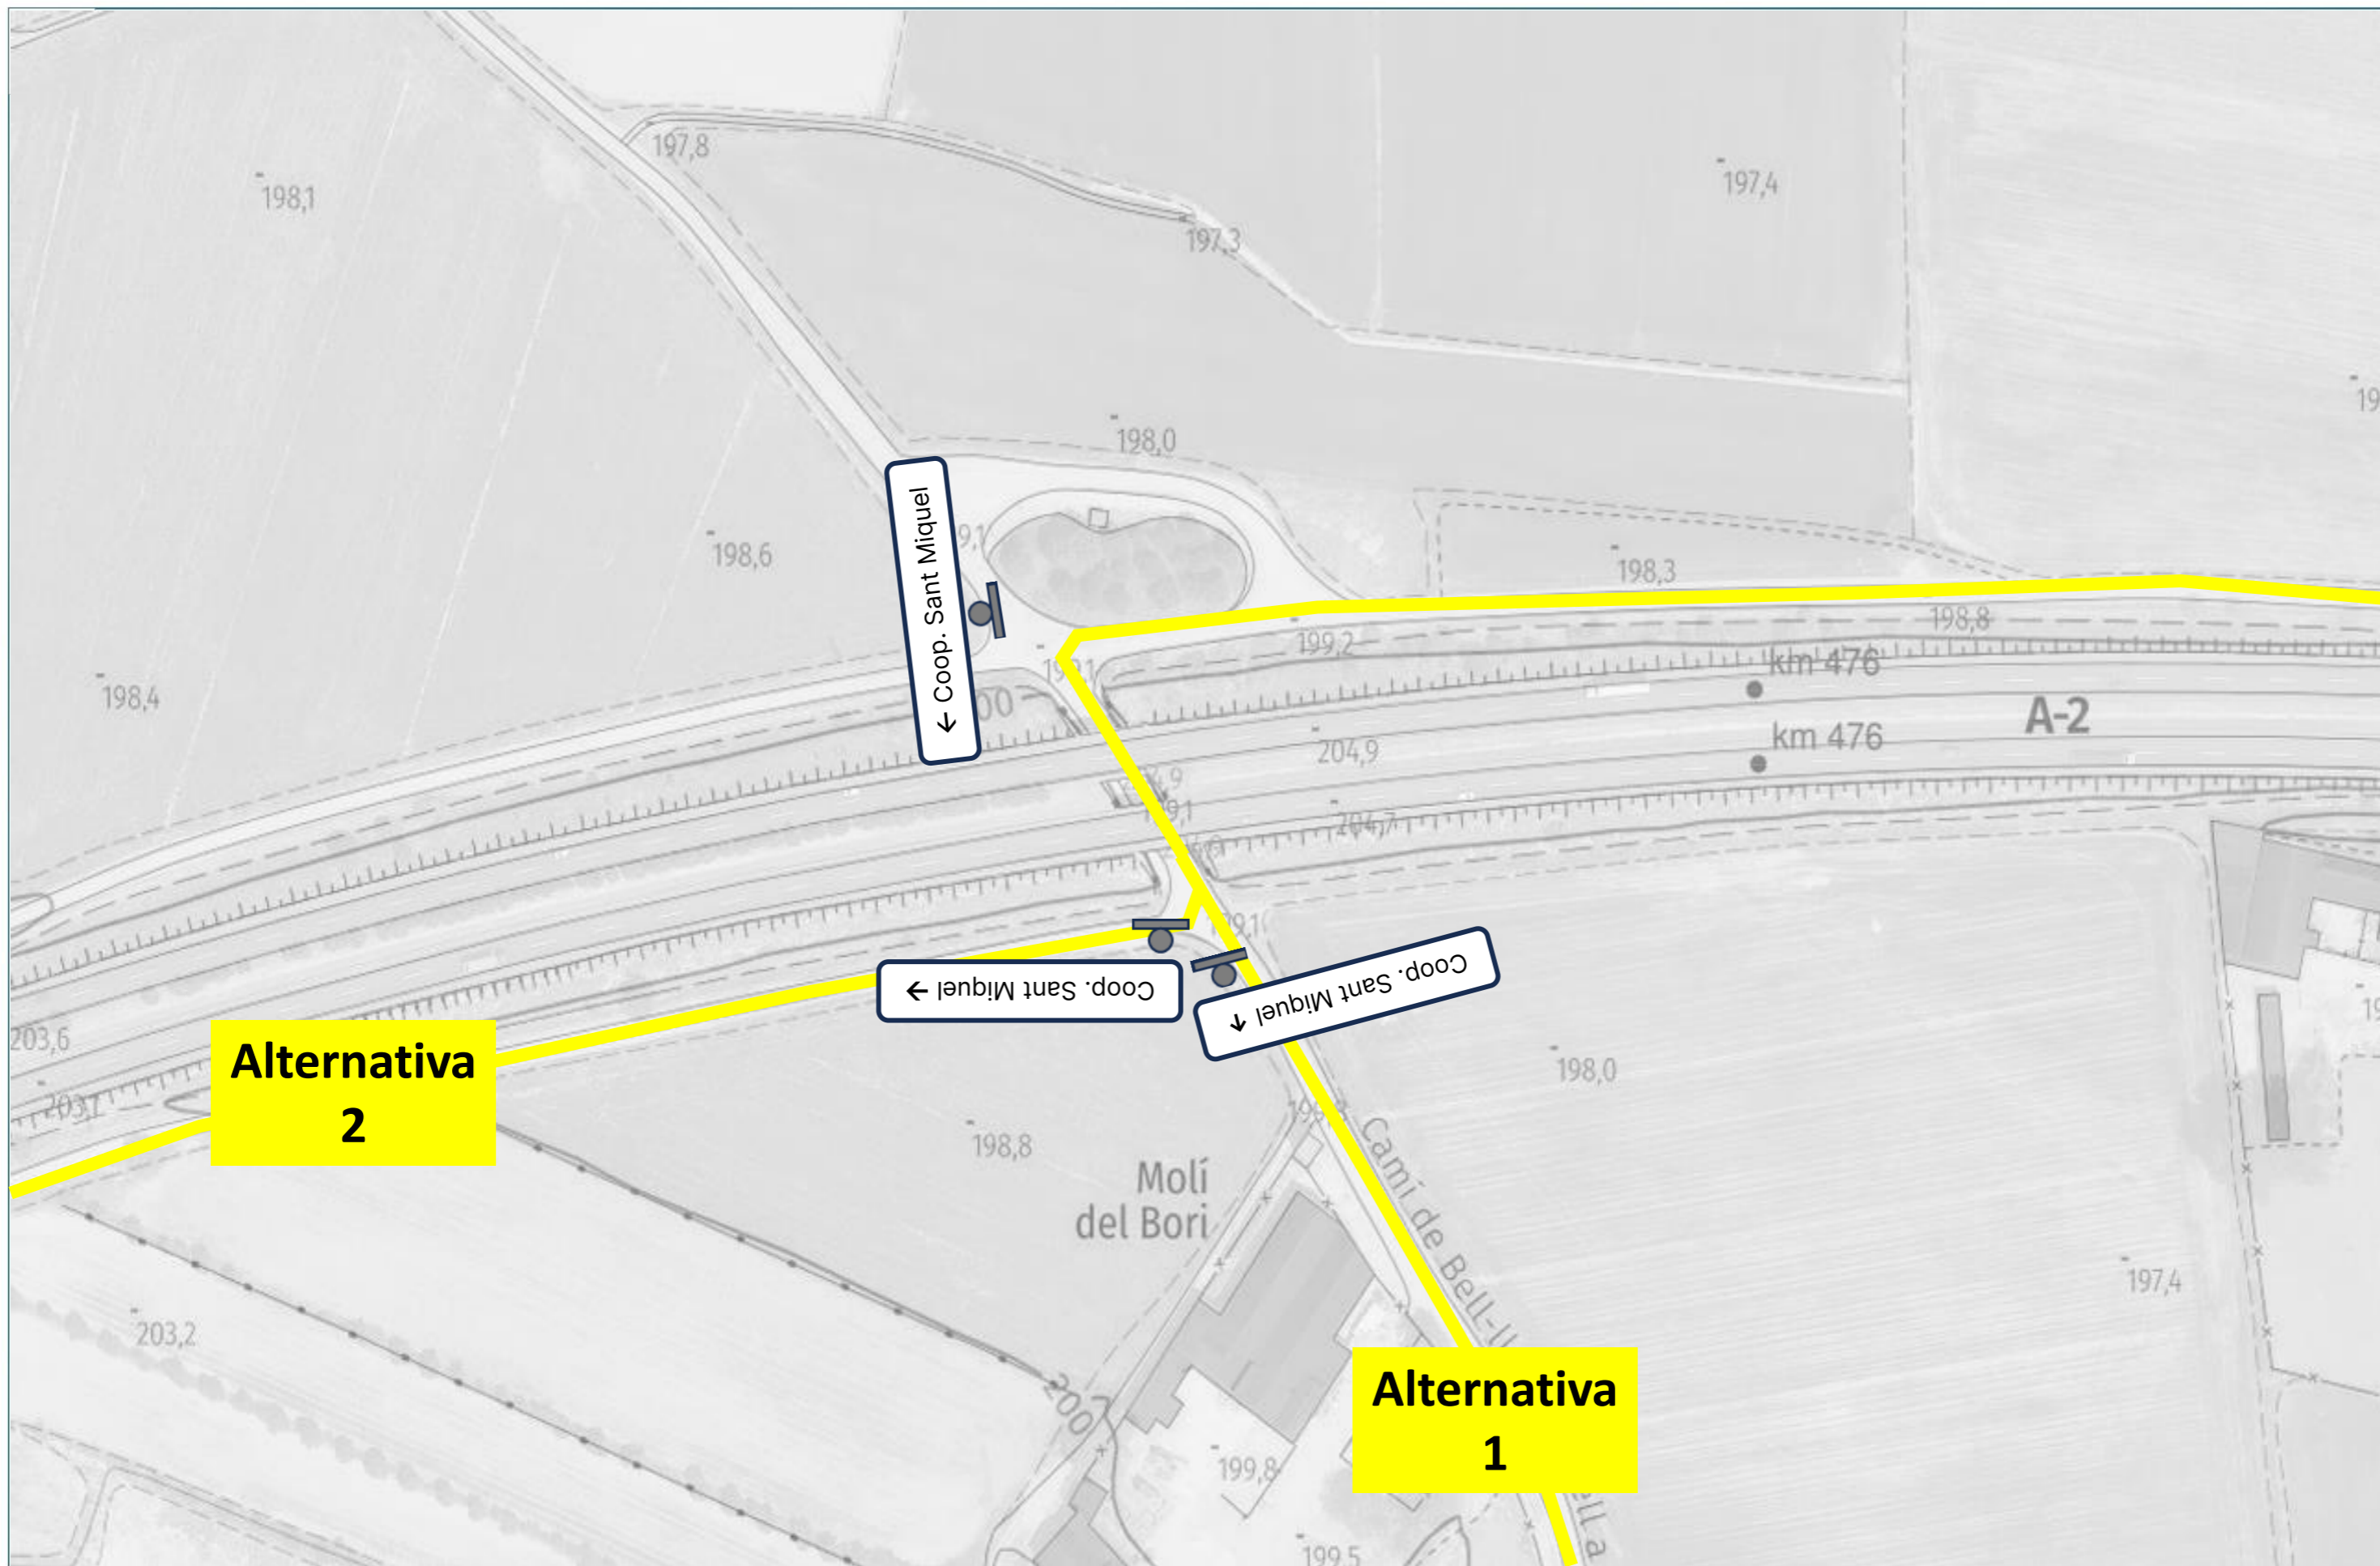 197,8
198,1
197,4
197,3
198,0
198,6
198,3
198,8
← Coop. Sant Miquel
199,2
km 476
198,4
A-2
204,9
km 476
199,1
204,7
Coop. Sant Miquel →
Coop. Sant Miquel ↑
203,6
Alternativa
2
198,0
198,8
Molí
del Bori
Camí de Bell-ll
197,4
203,2
200
Alternativa
1
199,8
199,5